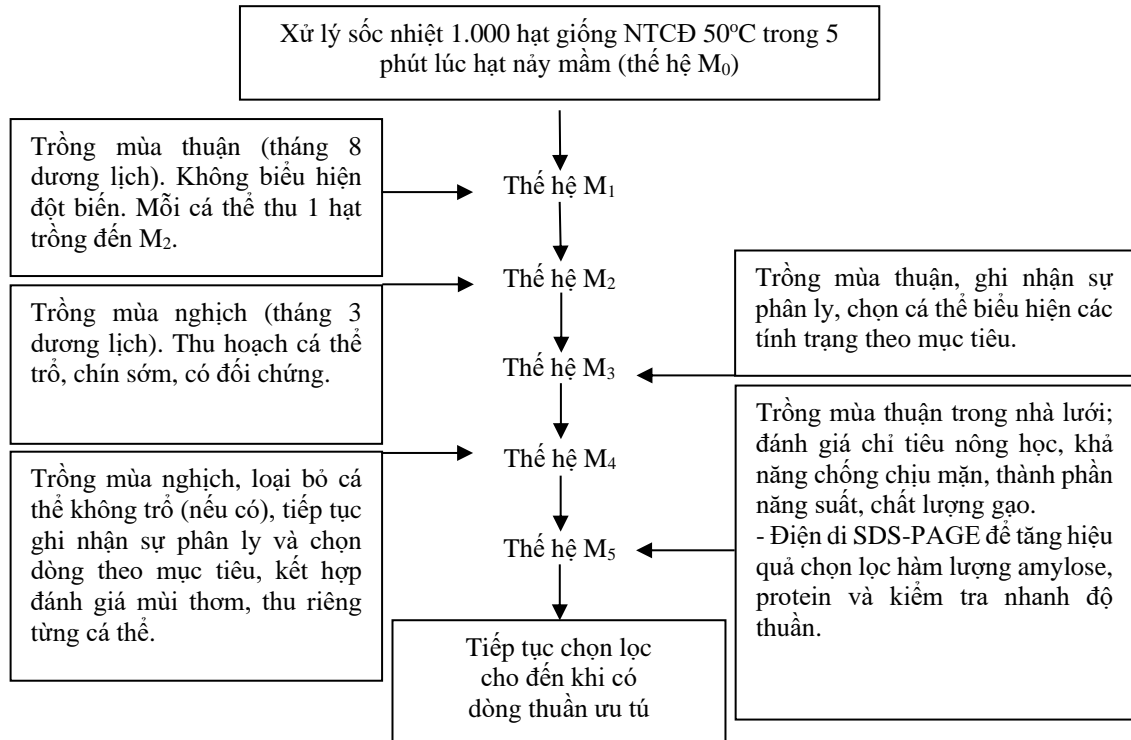 Xử lý sốc nhiệt 1.000 hạt giống NTCĐ 50ºC trong 5
phút lúc hạt nảy mầm (thế hệ M₀)
Trồng mùa thuận (tháng 8
dương lịch). Không biểu hiện
đột biến. Mỗi cá thể thu 1 hạt
trồng đến M₂.
Thế hệ M₁
Thế hệ M₂
Trồng mùa nghịch (tháng 3
dương lịch). Thu hoạch cá thể
trổ, chín sớm, có đối chứng.
Trồng mùa thuận, ghi nhận sự
phân ly, chọn cá thể biểu hiện các
tính trạng theo mục tiêu.
Thế hệ M₃
Thế hệ M₄
Trồng mùa nghịch, loại bỏ cá
thể không trổ (nếu có), tiếp tục
ghi nhận sự phân ly và chọn
dòng theo mục tiêu, kết hợp
đánh giá mùi thơm, thu riêng
từng cá thể.
Trồng mùa thuận trong nhà lưới;
đánh giá chỉ tiêu nông học, khả
năng chống chịu mặn, thành phần
năng suất, chất lượng gạo.
- Điện di SDS-PAGE để tăng hiệu
quả chọn lọc hàm lượng amylose,
protein và kiểm tra nhanh độ
thuần.
Thế hệ M₅
Tiếp tục chọn lọc
cho đến khi có
dòng thuần ưu tú